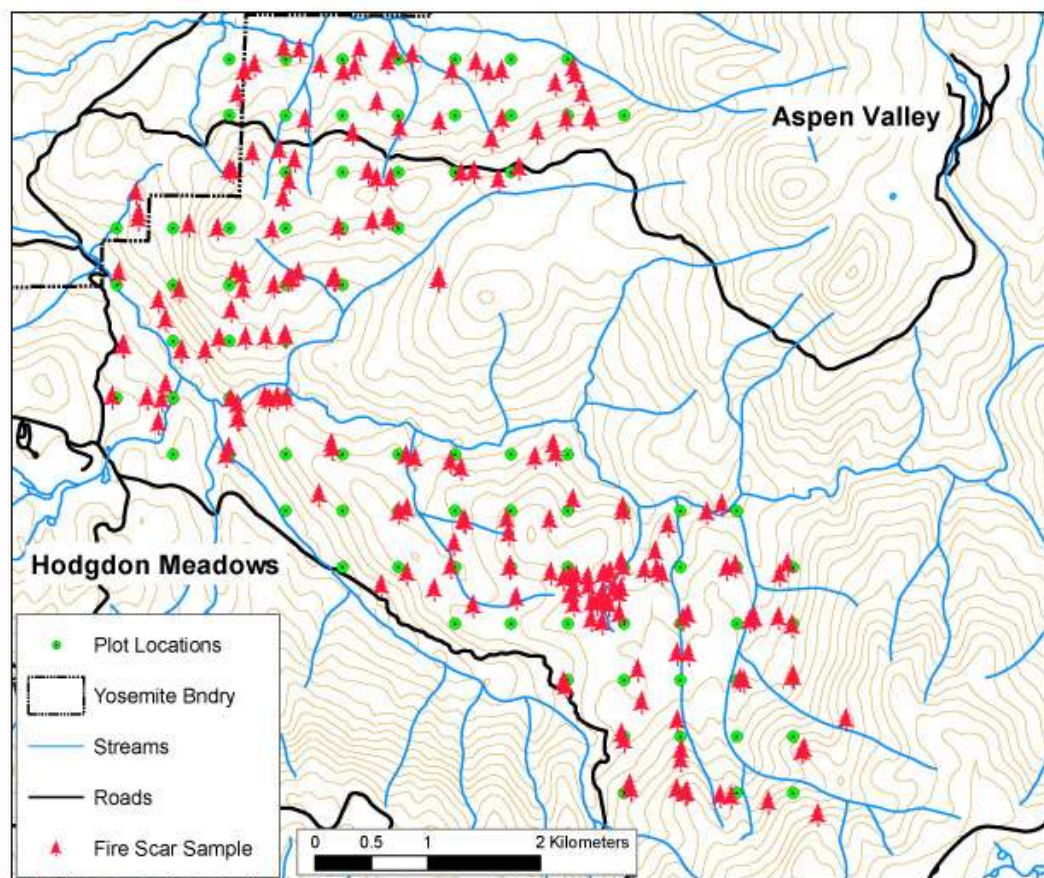 Aspen Valley
Hodgdon Meadows
Plot Locations
Yosemite Bndry
Streams
Roads
Fire Scar Sample
0 0.5 1 2 Kilometers